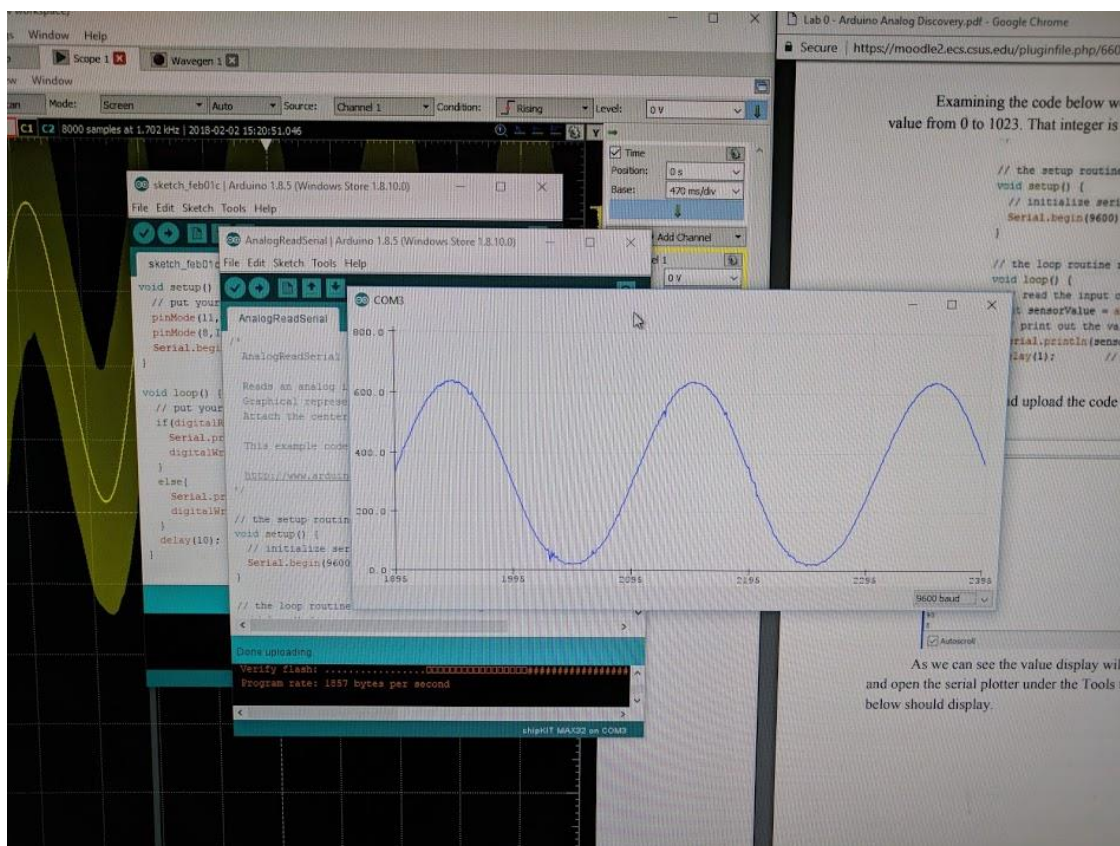 Window Help
Scope 1
Wavegen 1
Window
Mode: Screen Auto Source: Channel 1 Condition: Rising Level: 0 V
C1 C2 8000 samples at 1.702 kHz | 2018-02-02 15:20:51.046
Y
Time
Position: 0 s
Base: 470 ms/div
Add Channel
0 V
sketch_feb01c | Arduino 1.8.5 (Windows Store 1.8.10.0)
File Edit Sketch Tools Help
sketch_feb01c
void setup() {
// put your
pinMode(11,
pinMode(8,
Serial.begi
}
void loop() {
// put your
if(digitalR
Serial.pr
digitalWr
}
else{
Serial.pr
digitalWr
}
delay(10);
}
AnalogReadSerial | Arduino 1.8.5 (Windows Store 1.8.10.0)
File Edit Sketch Tools Help
AnalogReadSerial
/*
AnalogReadSerial
Reads an analog i
Graphical represe
Attach the center
This example code
http://www.arduin
*/
// the setup routin
void setup() {
// initialize ser
Serial.begin(9600
}
// the loop routine
Done uploading.
Verify flash:
Program rate: 1857 bytes per second
chipKIT MAX32 on COM3
COM3
800.0
600.0
400.0
200.0
0.0
1895 1995 2095 2195 2295 2395
9600 baud
Lab 0 - Arduino Analog Discovery.pdf - Google Chrome
Secure https://moodle2.ecs.csus.edu/pluginfile.php/660
Examining the code below w
value from 0 to 1023. That integer is
// the setup routine
void setup() {
// initialize seri
Serial.begin(9600)
}
// the loop routine
void loop() {
read the input
sensorValue = a
print out the va
rial.println(sens
lay(1); //
d upload the code
Autoscroll
As we can see the value display wil
and open the serial plotter under the Tools
below should display.